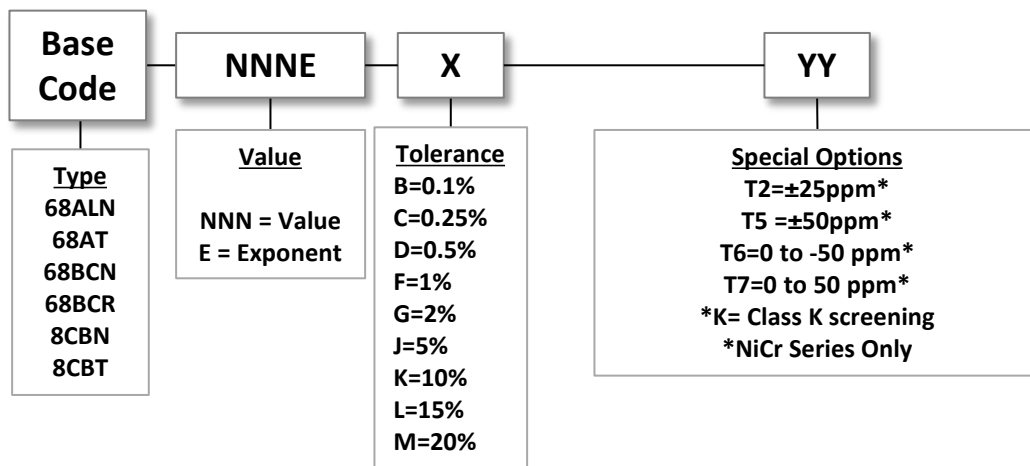 Base
Code
NNNE
X
YY
Type
68ALN
68AT
68BCN
68BCR
8CBN
8CBT
Value
NNN = Value
E = Exponent
Tolerance
B=0.1%
C=0.25%
D=0.5%
F=1%
G=2%
J=5%
K=10%
L=15%
M=20%
Special Options
T2=±25ppm*
T5 =±50ppm*
T6=0 to -50 ppm*
T7=0 to 50 ppm*
*K= Class K screening
*NiCr Series Only